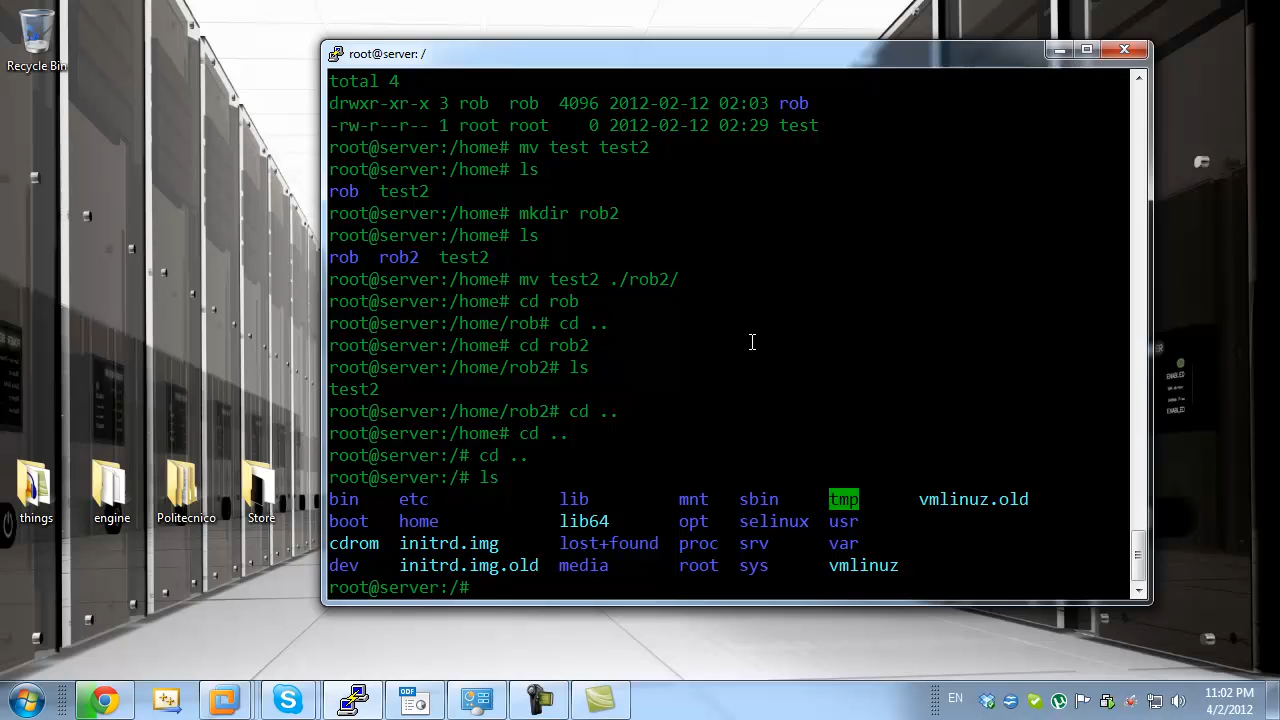 Recycle Bin
root@server: /
total 4
drwxr-xr-x 3 rob  rob  4096 2012-02-12 02:03 rob
-rw-r--r-- 1 root root    0 2012-02-12 02:29 test
root@server:/home# mv test test2
root@server:/home# ls
rob  test2
root@server:/home# mkdir rob2
root@server:/home# ls
rob  rob2  test2
root@server:/home# mv test2 ./rob2/
root@server:/home# cd rob
root@server:/home/rob# cd ..
root@server:/home# cd rob2
root@server:/home/rob2# ls
test2
root@server:/home/rob2# cd ..
root@server:/home# cd ..
root@server:/# cd ..
root@server:/# ls
bin   etc             lib         mnt   sbin     tmp      vmlinuz.old
boot  home            lib64       opt   selinux  usr
cdrom initrd.img      lost+found  proc  srv      var
dev   initrd.img.old  media       root  sys      vmlinuz
root@server:/#
things engine Politecnico Store
ENABLED
ENABLED
ODF
EN
11:02 PM
4/2/2012